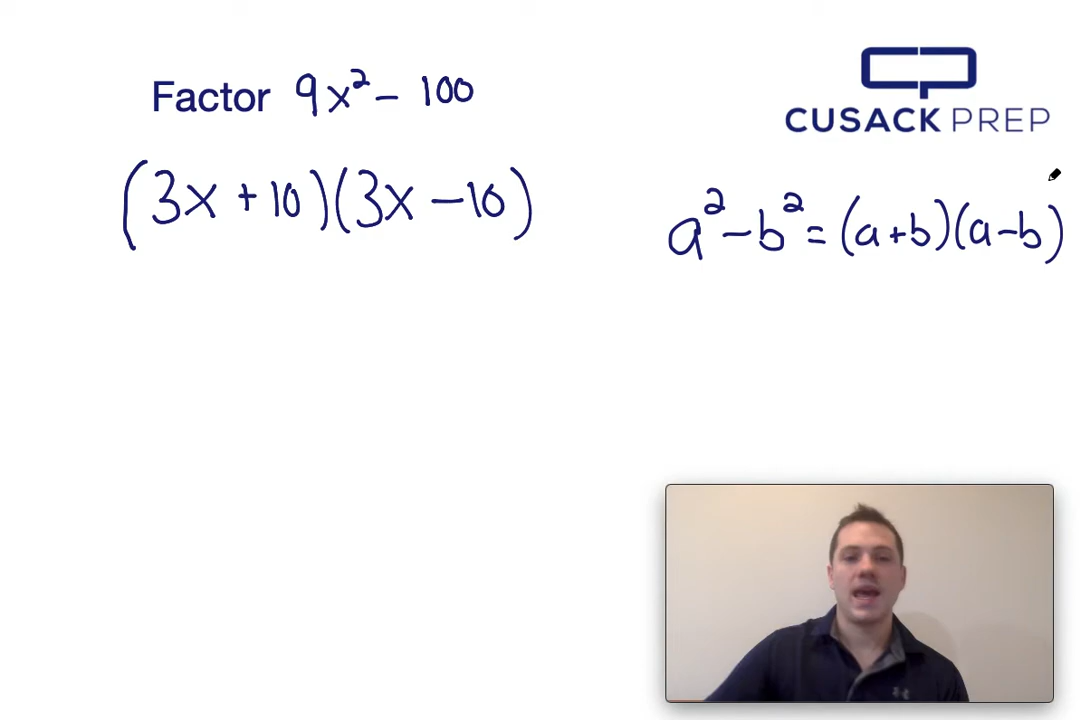 Factor 9x² - 100
(3x + 10)(3x - 10)
CUSACK PREP
a² - b² = (a + b)(a - b)